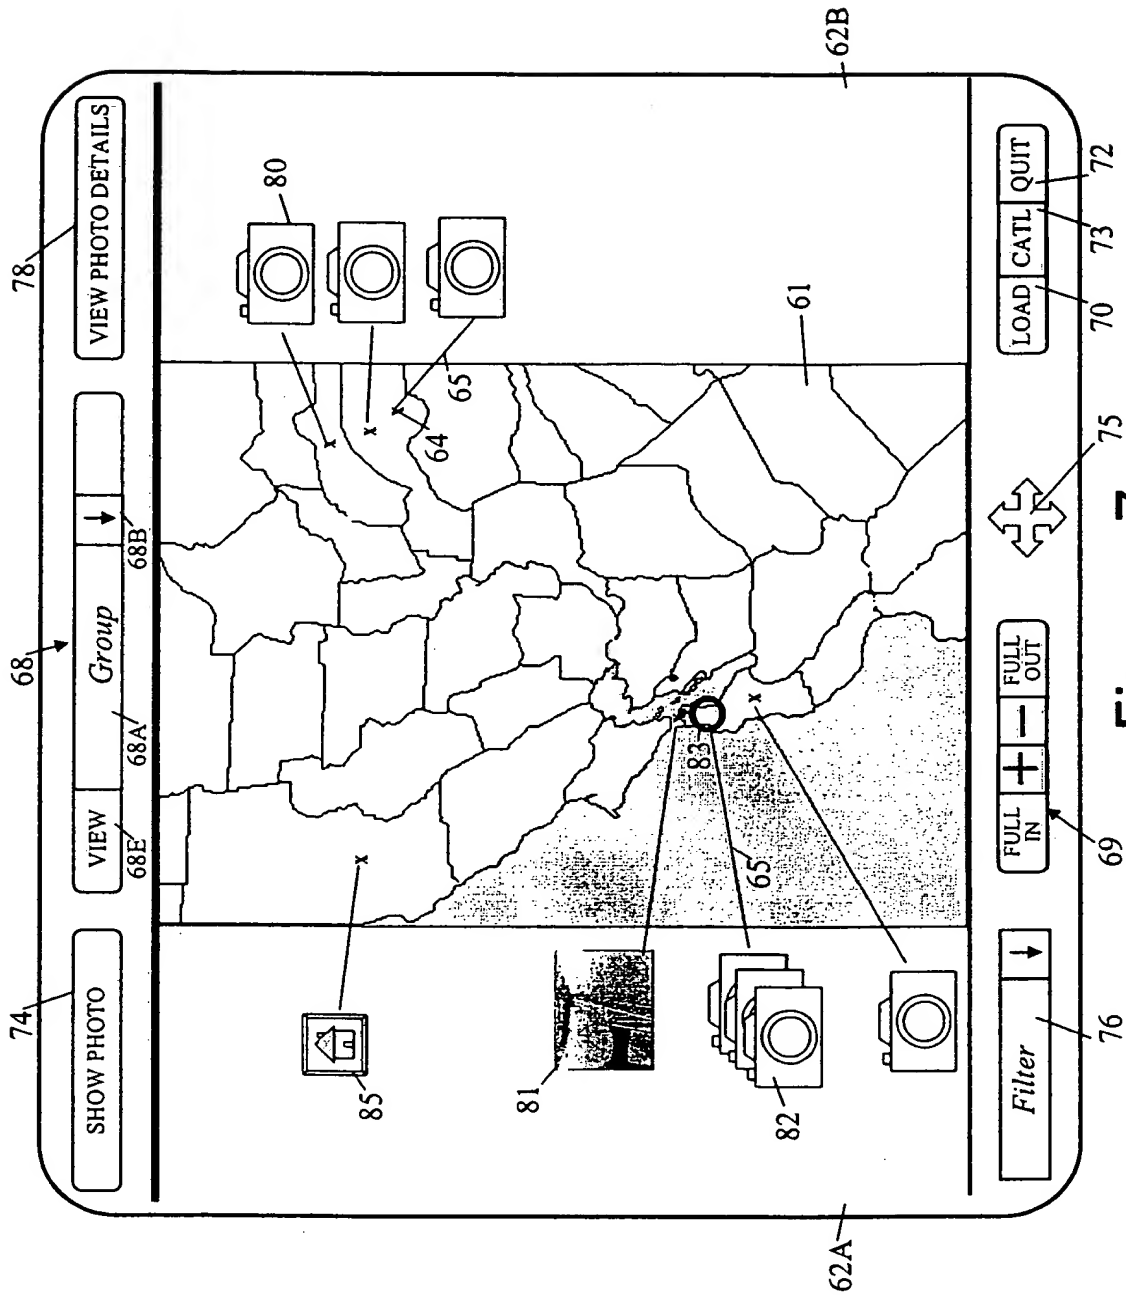 74 68 78
SHOW PHOTO VIEW Group VIEW PHOTO DETAILS
68E 68A 68B
80
85
64
65
81
83
65
82
61
62A 62B
Filter FULL IN + − FULL OUT LOAD CATL QUIT
76 69 75 70 73 72